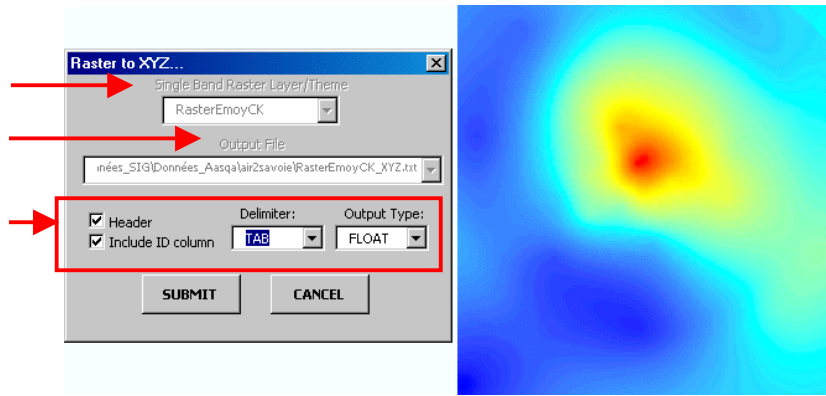 Raster to XYZ...
Single Band Raster Layer/Theme
RasterEmoyCK
Output File
inées_SIG\Données_Aasqa\air2savoie\RasterEmoyCK_XYZ.txt
Header
Delimiter:
Output Type:
Include ID column
TAB
FLOAT
SUBMIT
CANCEL